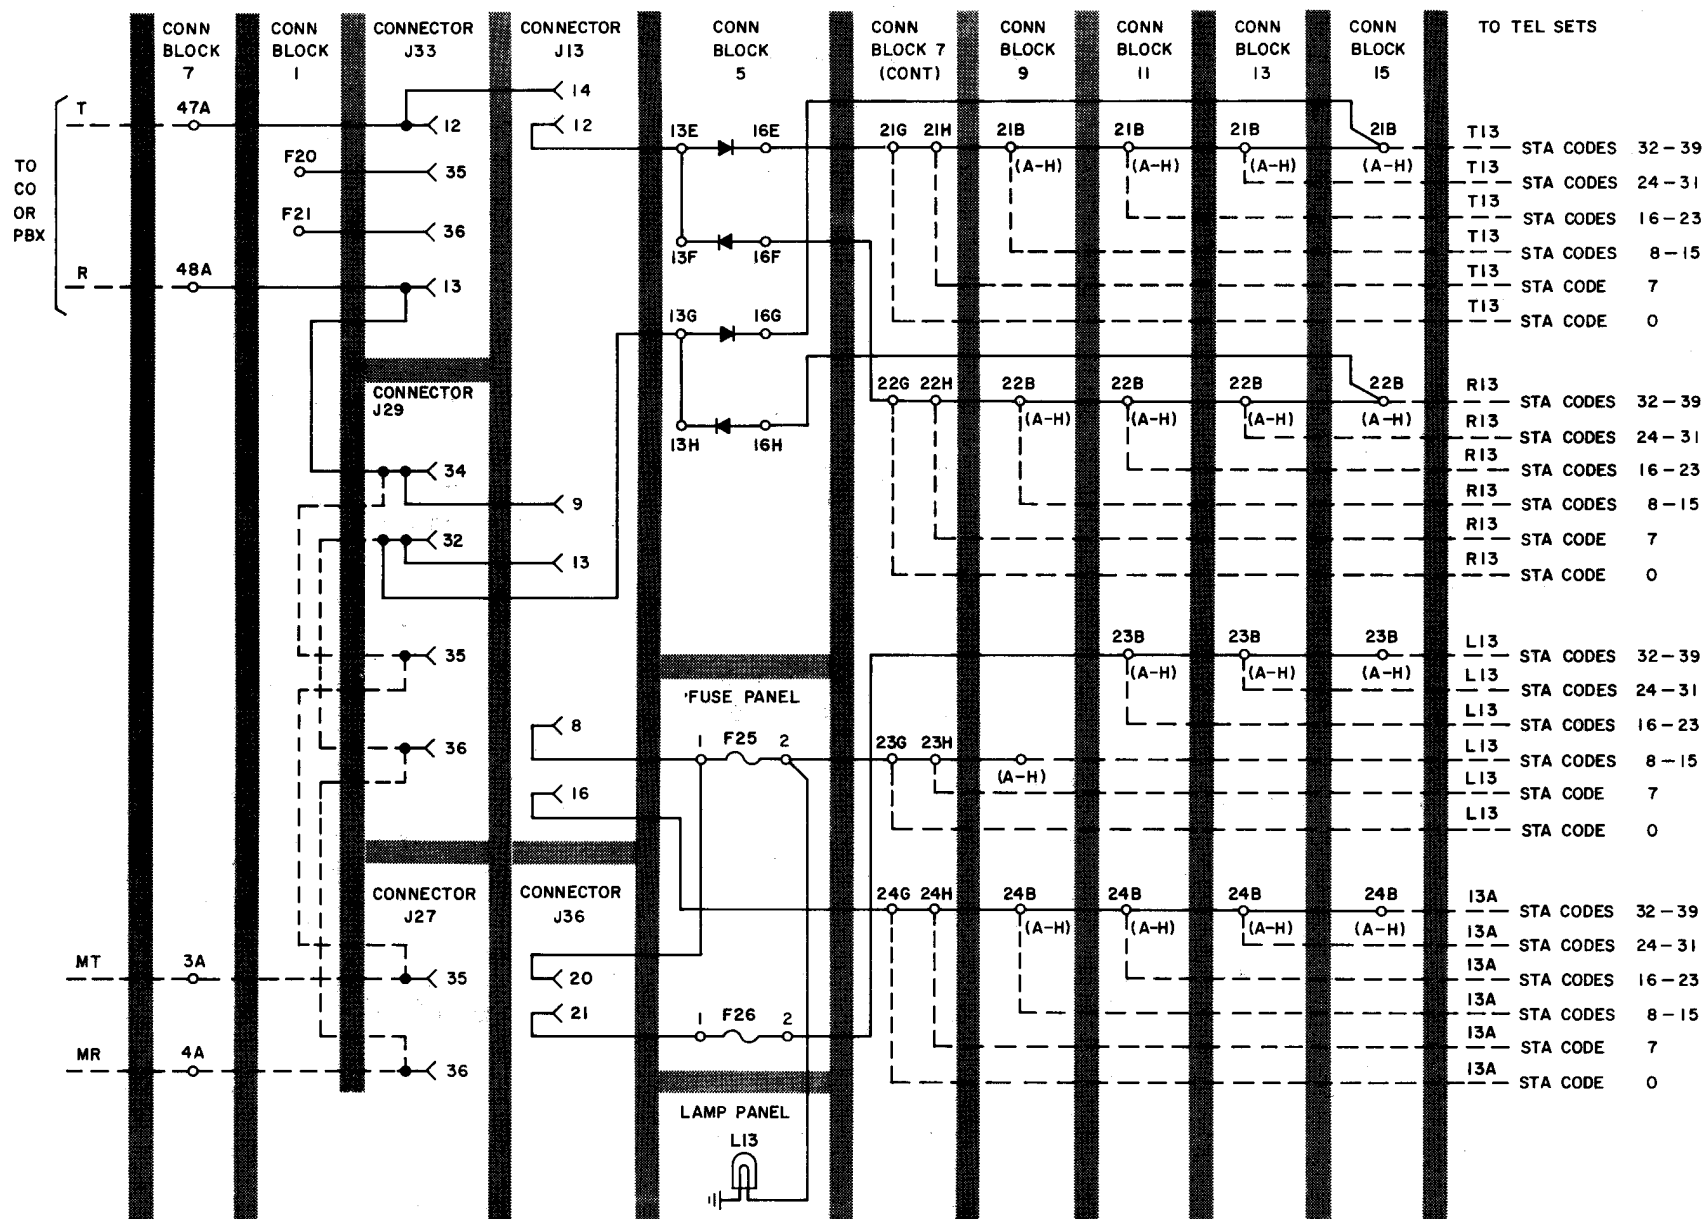 CONN BLOCK 7
CONN BLOCK 1
CONNECTOR J33
CONNECTOR J13
CONN BLOCK 5
CONN BLOCK 7 (CONT)
CONN BLOCK 9
CONN BLOCK 11
CONN BLOCK 13
CONN BLOCK 15
TO TEL SETS
TO CO OR PBX
T
47A
12
14
12
F20
35
F21
36
R
48A
13
13E
16E
13F
16F
13G
16G
13H
16H
21G 21H 21B 21B 21B 21B
(A-H) (A-H) (A-H) (A-H)
T13 STA CODES 32-39
T13 STA CODES 24-31
T13 STA CODES 16-23
T13 STA CODES 8-15
T13 STA CODE 7
T13 STA CODE 0
CONNECTOR J29
34
9
32
13
35
36
22G 22H 22B 22B 22B 22B
(A-H) (A-H) (A-H) (A-H)
R13 STA CODES 32-39
R13 STA CODES 24-31
R13 STA CODES 16-23
R13 STA CODES 8-15
R13 STA CODE 7
R13 STA CODE 0
FUSE PANEL
8
1 F25 2
16
23B 23B 23B
(A-H) (A-H) (A-H)
23G 23H
(A-H)
L13 STA CODES 32-39
L13 STA CODES 24-31
L13 STA CODES 16-23
L13 STA CODES 8-15
L13 STA CODE 7
L13 STA CODE 0
CONNECTOR J27
CONNECTOR J36
MT
3A
35
20
21
1 F26 2
MR
4A
36
24G 24H 24B 24B 24B 24B
(A-H) (A-H) (A-H) (A-H)
13A STA CODES 32-39
13A STA CODES 24-31
13A STA CODES 16-23
13A STA CODES 8-15
13A STA CODE 7
13A STA CODE 0
LAMP PANEL
L13